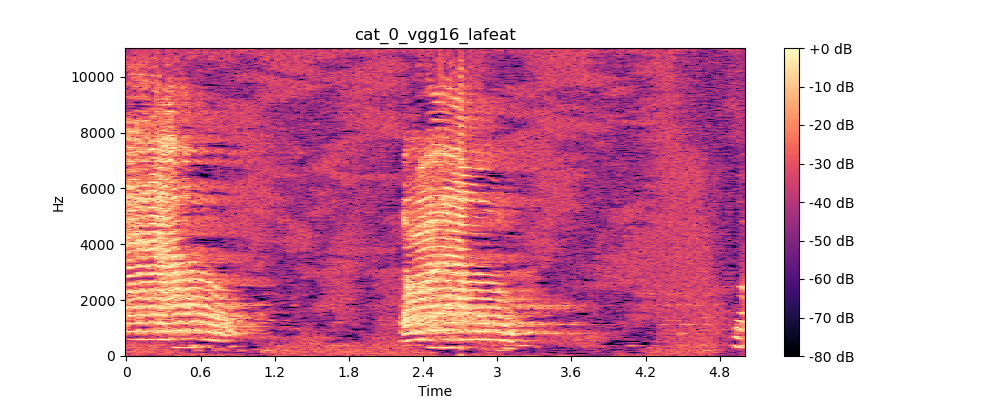 cat_0_vgg16_lafeat
Hz
10000
8000
6000
4000
2000
0
0 0.6 1.2 1.8 2.4 3 3.6 4.2 4.8
Time
+0 dB
-10 dB
-20 dB
-30 dB
-40 dB
-50 dB
-60 dB
-70 dB
-80 dB